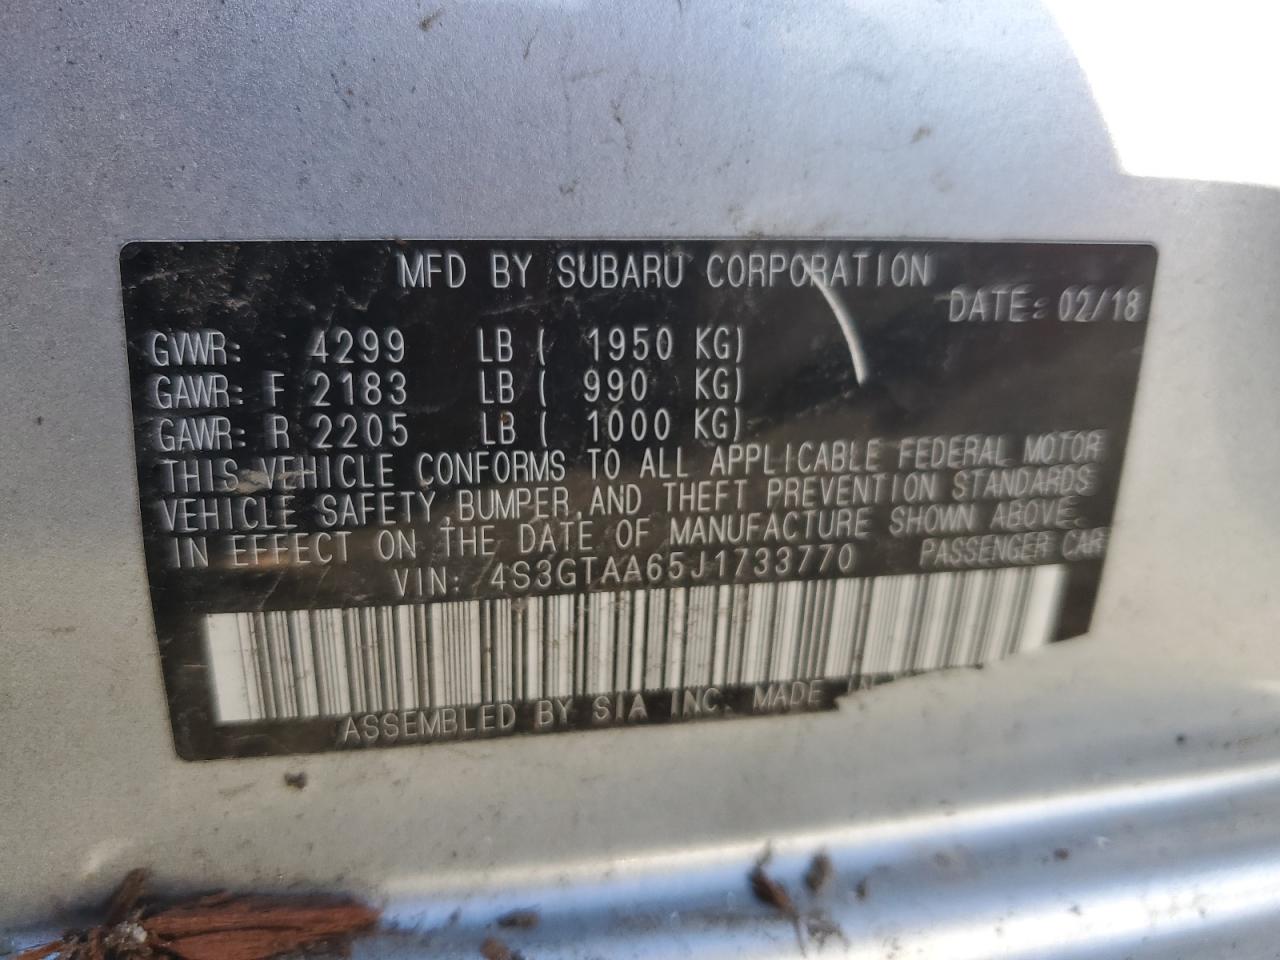 MFD BY SUBARU CORPORATION
DATE: 02/18
GVWR: 4299 LB ( 1950 KG)
GAWR: F 2183 LB ( 990 KG)
GAWR: R 2205 LB ( 1000 KG)
THIS VEHICLE CONFORMS TO ALL APPLICABLE FEDERAL MOTOR
VEHICLE SAFETY, BUMPER, AND THEFT PREVENTION STANDARDS
IN EFFECT ON THE DATE OF MANUFACTURE SHOWN ABOVE.
VIN: 4S3GTAA65J1733770 PASSENGER CAR
ASSEMBLED BY SIA INC. MADE IN